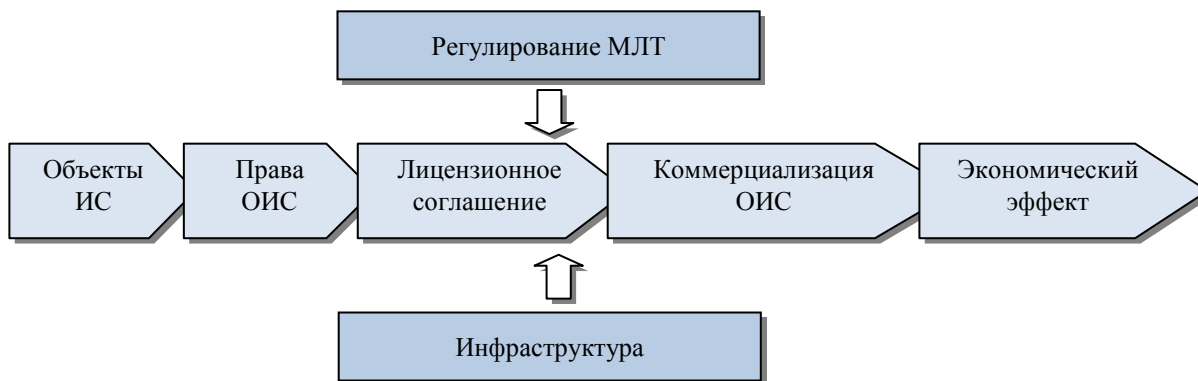 Регулирование МЛТ
Объекты
ИС
Права
ОИС
Лицензионное
соглашение
Коммерциализация
ОИС
Экономический
эффект
Инфраструктура